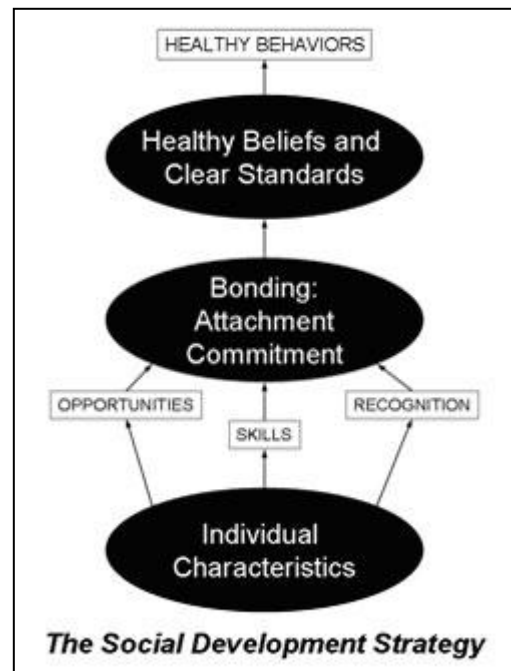 HEALTHY BEHAVIORS
Healthy Beliefs and
Clear Standards
Bonding:
Attachment
Commitment
OPPORTUNITIES
SKILLS
RECOGNITION
Individual
Characteristics
The Social Development Strategy